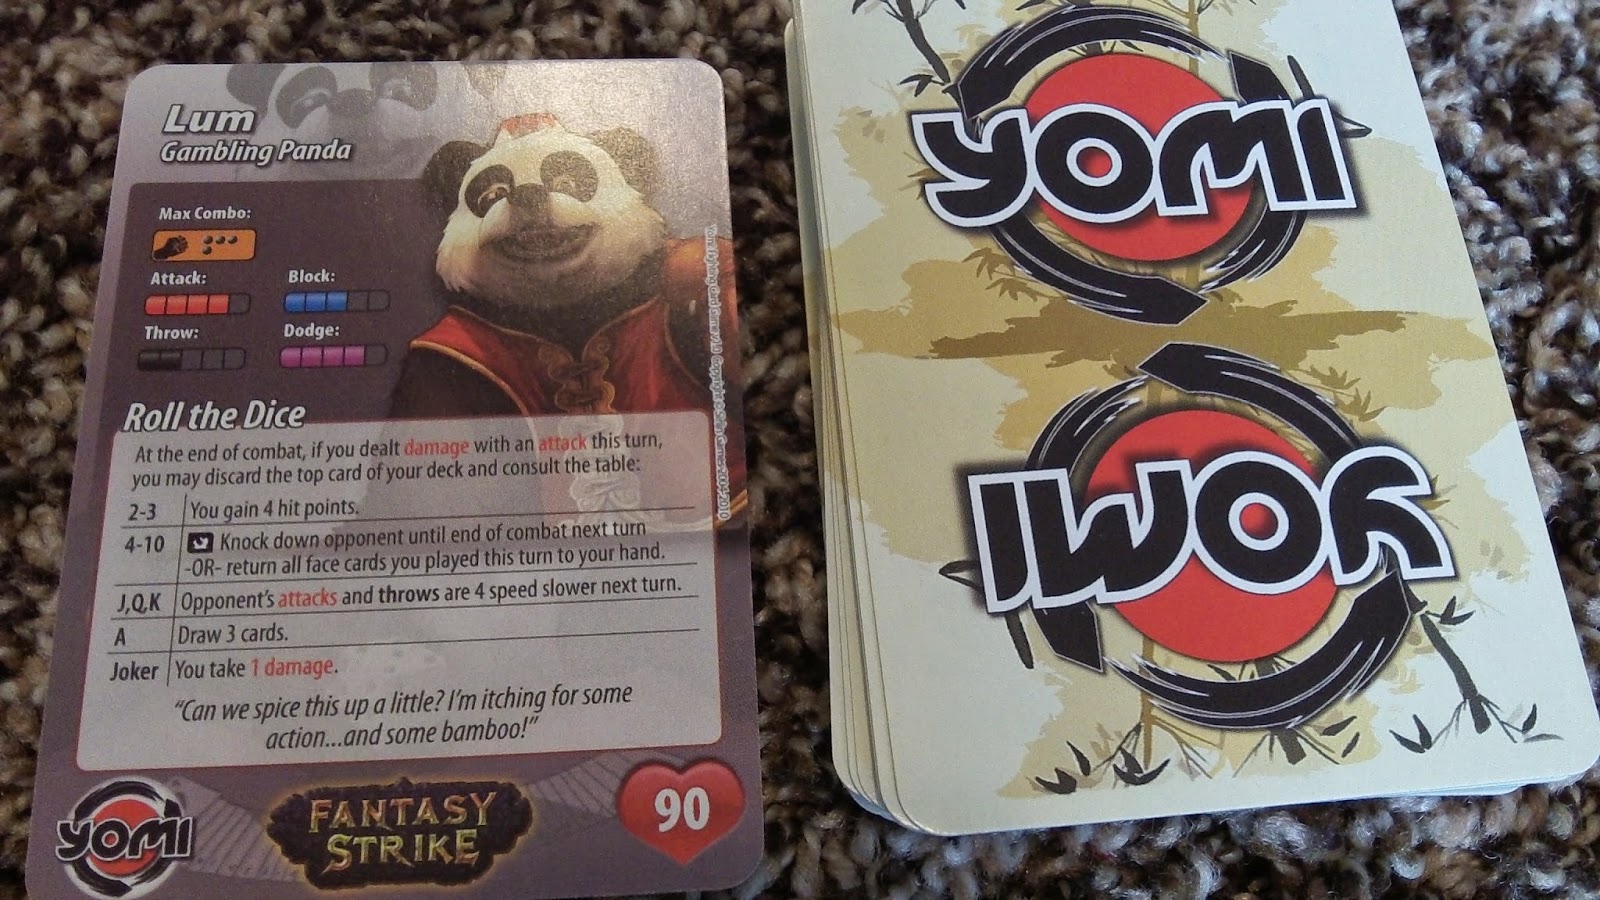 Lum
Gambling Panda
Max Combo:
Attack:
Block:
Throw:
Dodge:
Roll the Dice
At the end of combat, if you dealt damage with an attack this turn,
you may discard the top card of your deck and consult the table:
2-3 You gain 4 hit points.
4-10 Knock down opponent until end of combat next turn
-OR- return all face cards you played this turn to your hand.
J,Q,K Opponent's attacks and throws are 4 speed slower next turn.
A Draw 3 cards.
Joker You take 1 damage.
"Can we spice this up a little? I'm itching for some
action...and some bamboo!"
YOMI
FANTASY
STRIKE
90
YOMI
YOMI